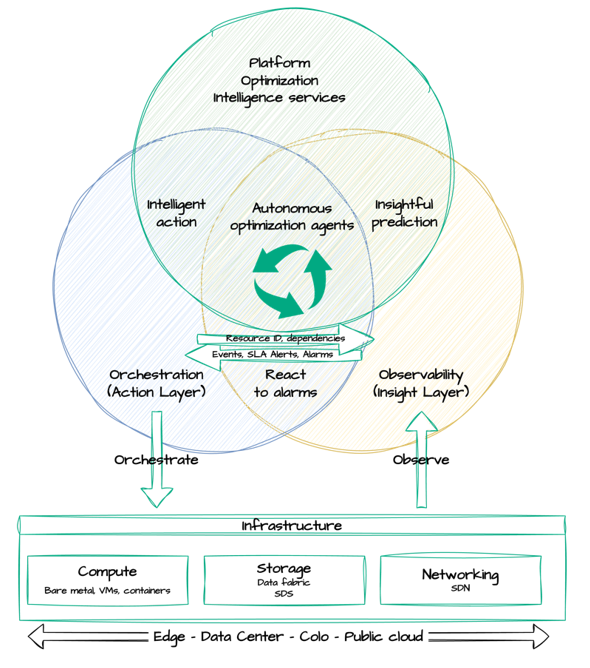 Platform
Optimization
Intelligence services
Intelligent
action
Autonomous
optimization agents
Insightful
prediction
Resource ID, dependencies
Events, SLA Alerts, Alarms
Orchestration
(Action Layer)
React
to alarms
Observability
(Insight Layer)
Orchestrate
Observe
Infrastructure
Compute
Bare metal, VMs, containers
Storage
Data fabric
SDS
Networking
SDN
Edge - Data Center - Colo - Public cloud